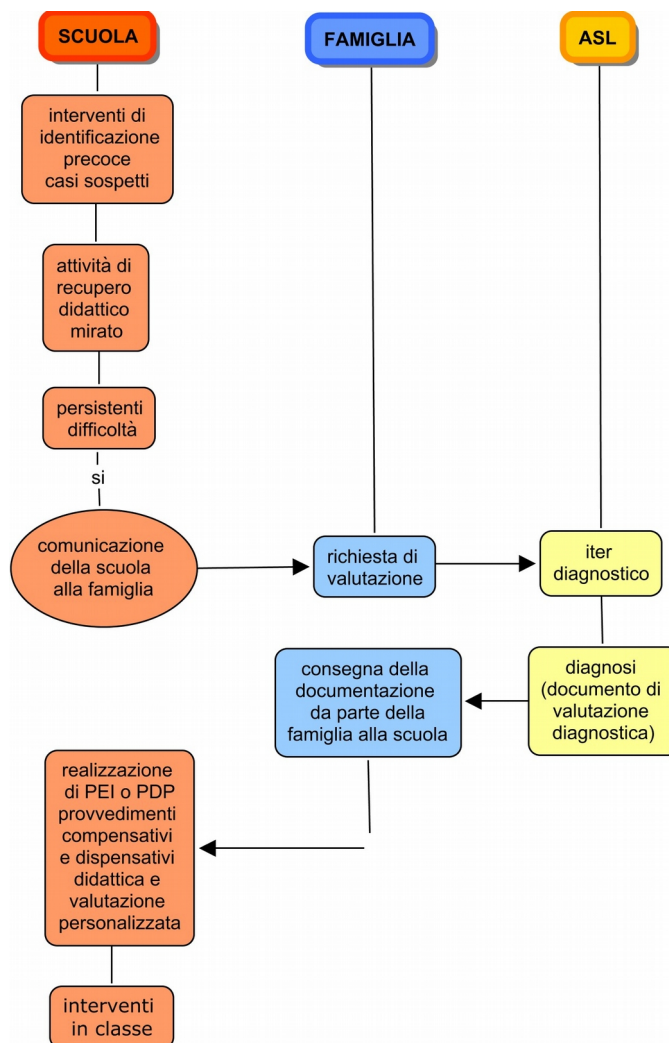 SCUOLA
FAMIGLIA
ASL
interventi di
identificazione
precoce
casi sospetti
attività di
recupero
didattico
mirato
persistenti
difficoltà
si
comunicazione
della scuola
alla famiglia
richiesta di
valutazione
iter
diagnostico
diagnosi
(documento di
valutazione
diagnostica)
consegna della
documentazione
da parte della
famiglia alla scuola
realizzazione
di PEI o PDP
provvedimenti
compensativi
e dispensativi
didattica e
valutazione
personalizzata
interventi
in classe